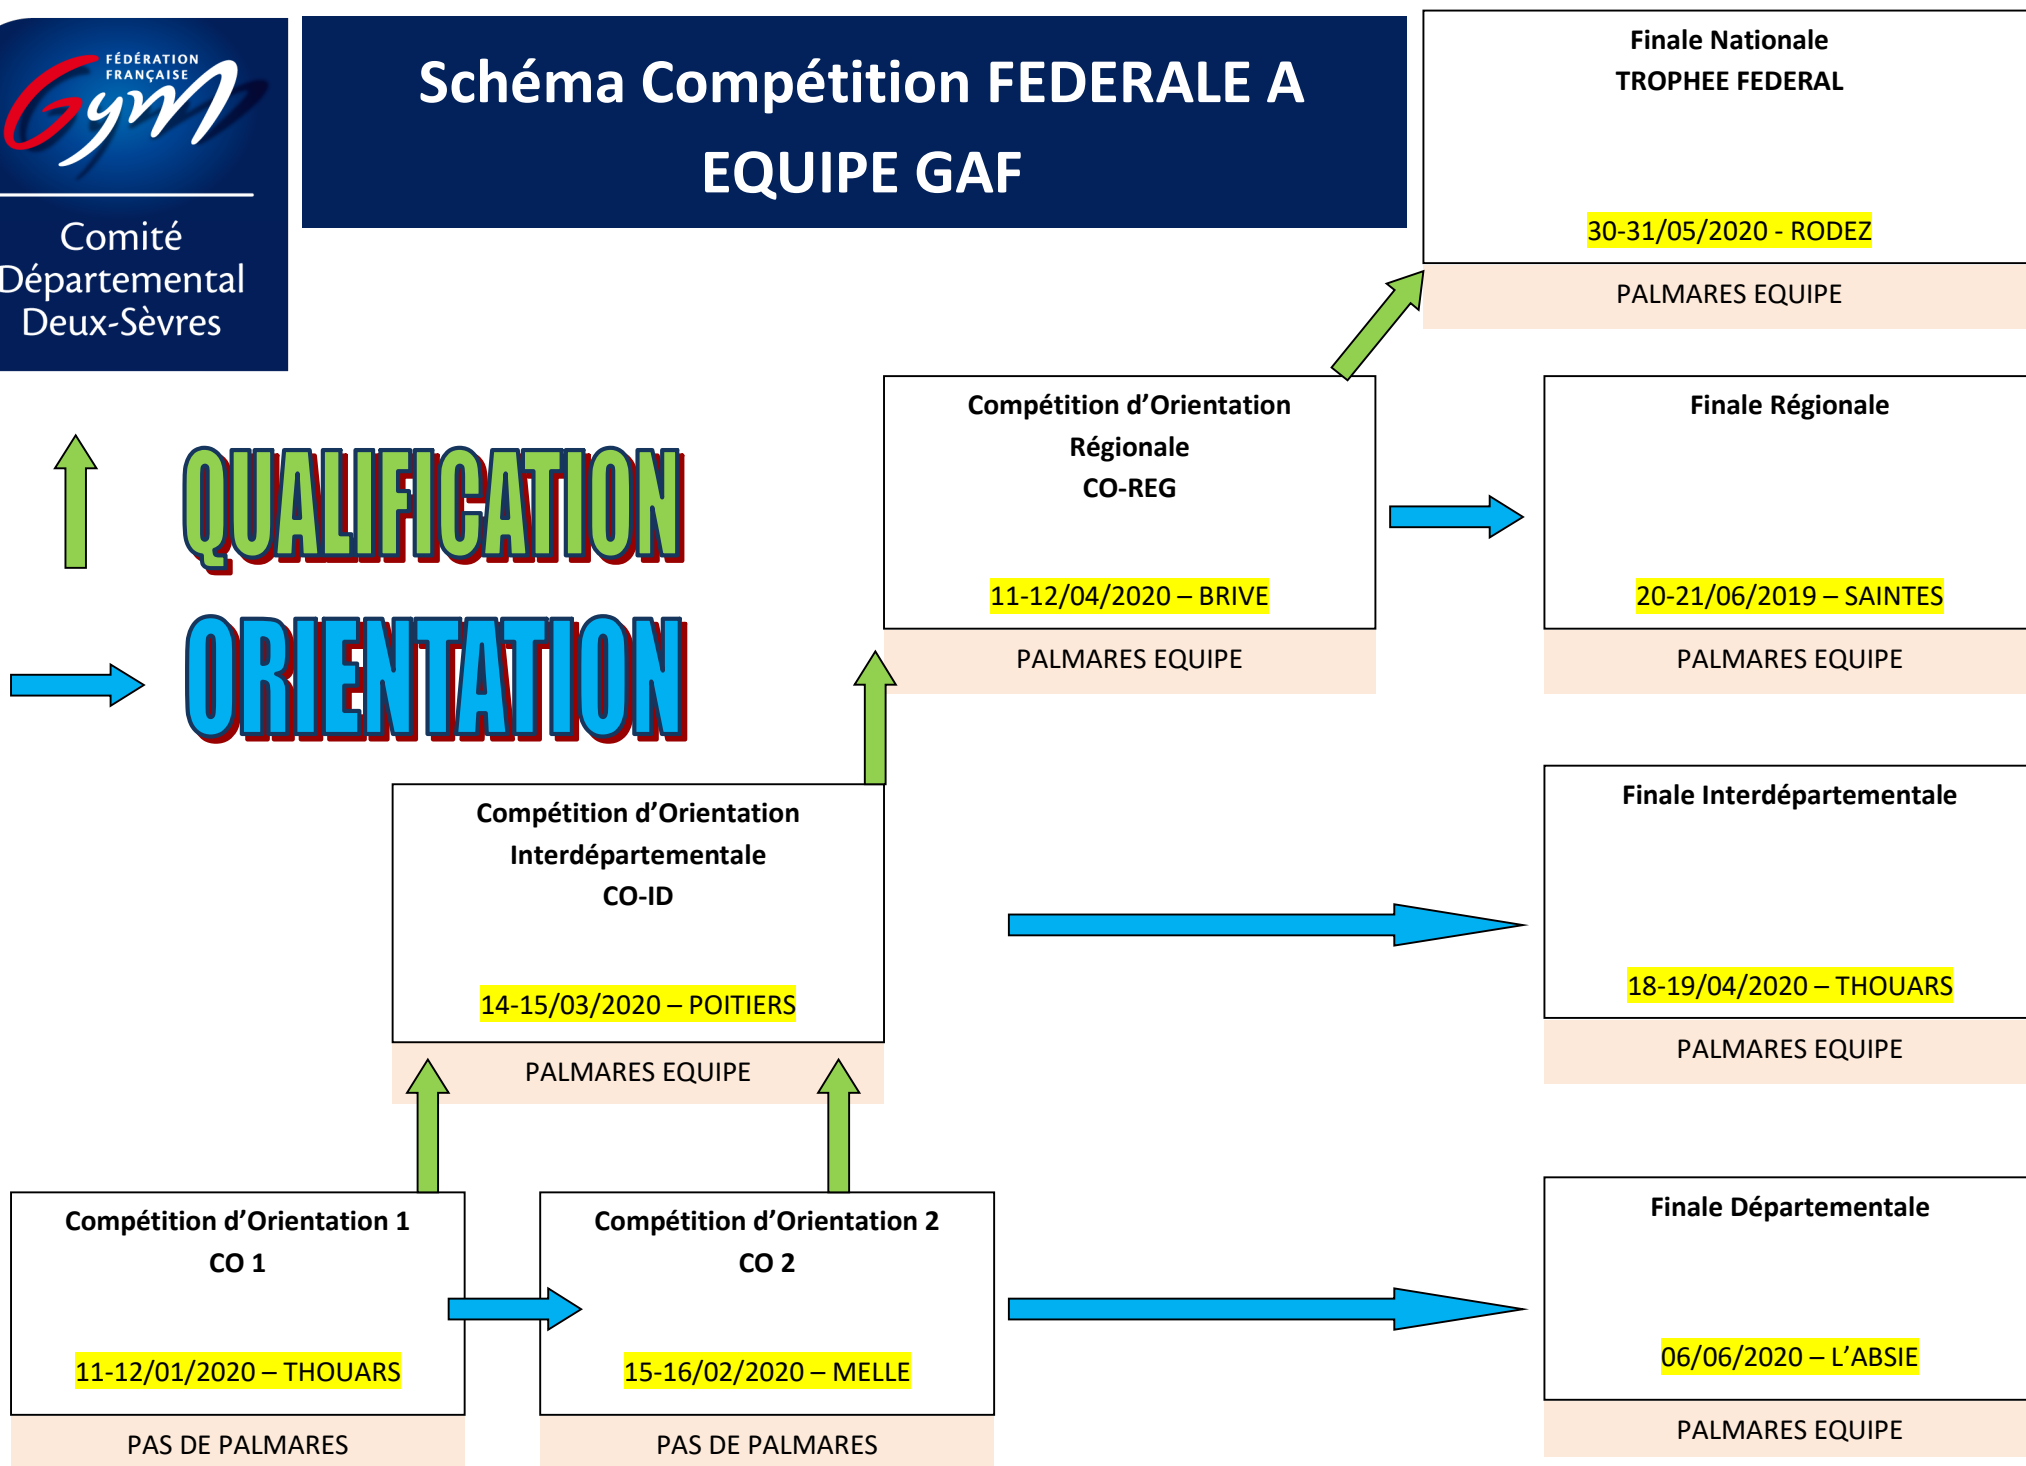 FÉDÉRATION
FRANÇAISE
Gym
Comité
Départemental
Deux-Sèvres
Schéma Compétition FEDERALE A
EQUIPE GAF
Finale Nationale
TROPHEE FEDERAL
30-31/05/2020 - RODEZ
PALMARES EQUIPE
QUALIFICATION
ORIENTATION
Compétition d’Orientation
Régionale
CO-REG
11-12/04/2020 – BRIVE
PALMARES EQUIPE
Finale Régionale
20-21/06/2019 – SAINTES
PALMARES EQUIPE
Compétition d’Orientation
Interdépartementale
CO-ID
14-15/03/2020 – POITIERS
PALMARES EQUIPE
Finale Interdépartementale
18-19/04/2020 – THOUARS
PALMARES EQUIPE
Compétition d’Orientation 1
CO 1
11-12/01/2020 – THOUARS
PAS DE PALMARES
Compétition d’Orientation 2
CO 2
15-16/02/2020 – MELLE
PAS DE PALMARES
Finale Départementale
06/06/2020 – L’ABSIE
PALMARES EQUIPE